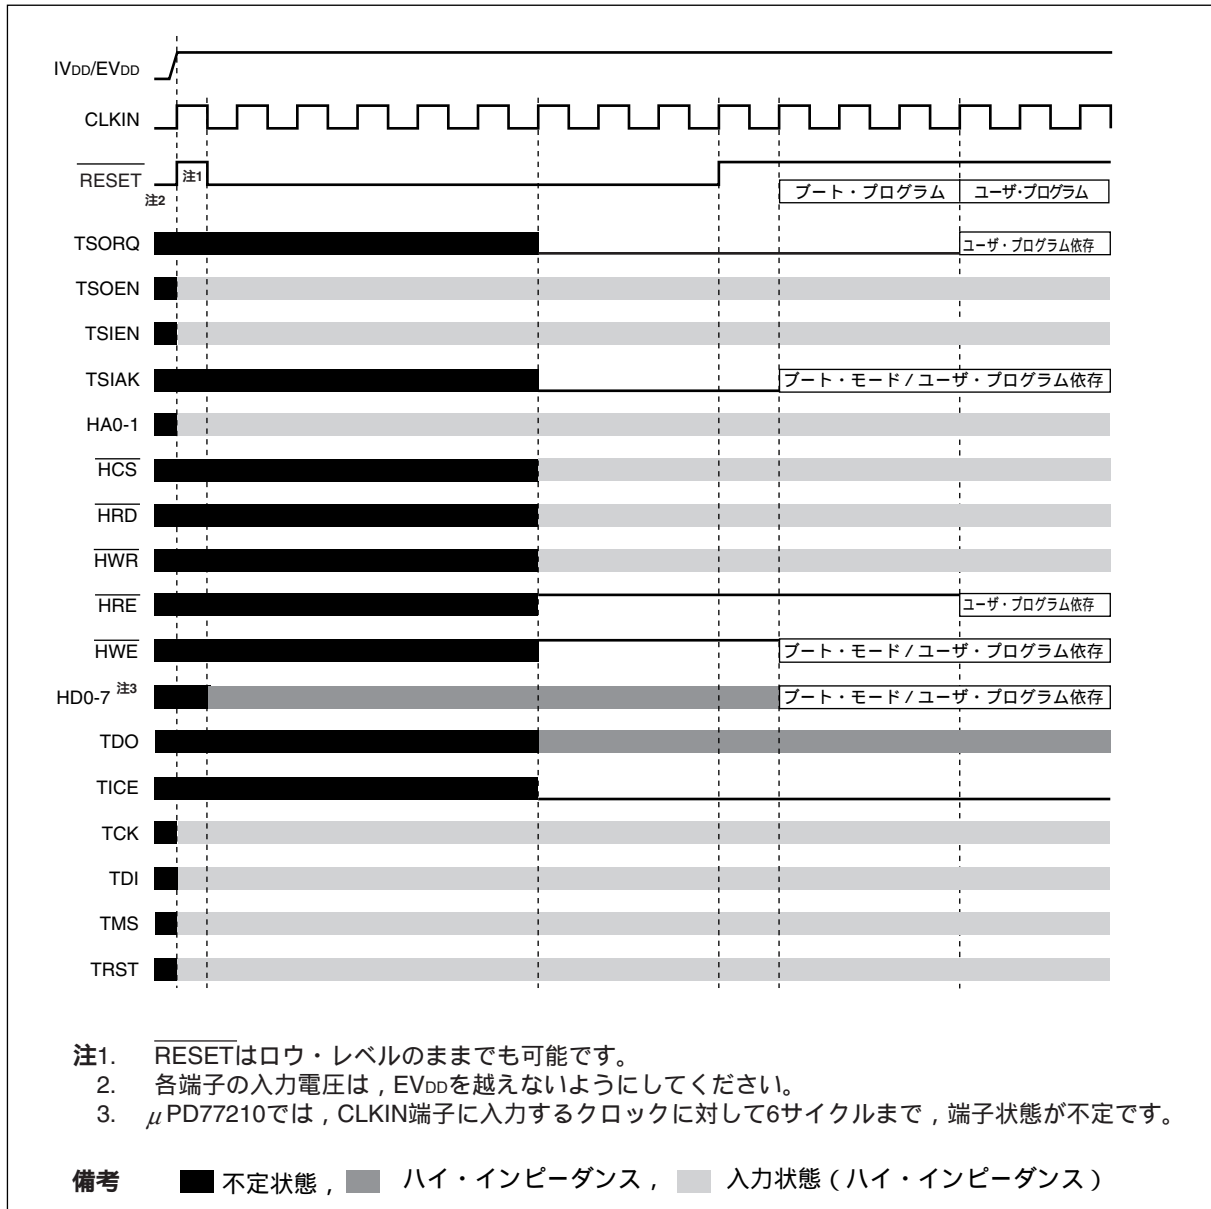 IVDD/EVDD
CLKIN
RESET
注1
注2
ブート・プログラム
ユーザ・プログラム
TSORQ
ユーザ・プログラム依存
TSOEN
TSIEN
TSIAK
ブート・モード / ユーザ・プログラム依存
HA0-1
HCS
HRD
HWR
HRE
ユーザ・プログラム依存
HWE
ブート・モード / ユーザ・プログラム依存
HD0-7 注3
ブート・モード / ユーザ・プログラム依存
TDO
TICE
TCK
TDI
TMS
TRST
注1. RESETはロウ・レベルのままでも可能です。
2. 各端子の入力電圧は，EVDDを越えないようにしてください。
3. μPD77210では，CLKIN端子に入力するクロックに対して6サイクルまで，端子状態が不定です。
備考 不定状態， ハイ・インピーダンス， 入力状態（ハイ・インピーダンス）